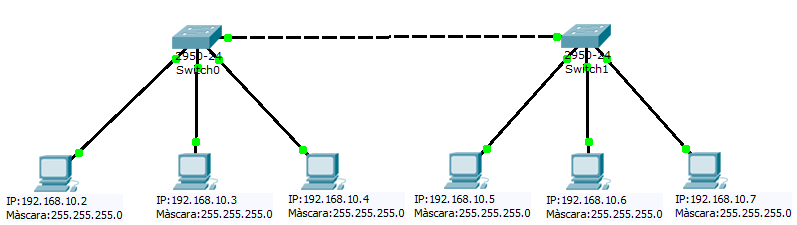 2950-24
Switch0
2950-24
Switch1
IP:192.168.10.2
Màscara:255.255.255.0
IP:192.168.10.3
Màscara:255.255.255.0
IP:192.168.10.4
Màscara:255.255.255.0
IP:192.168.10.5
Màscara:255.255.255.0
IP:192.168.10.6
Màscara:255.255.255.0
IP:192.168.10.7
Màscara:255.255.255.0